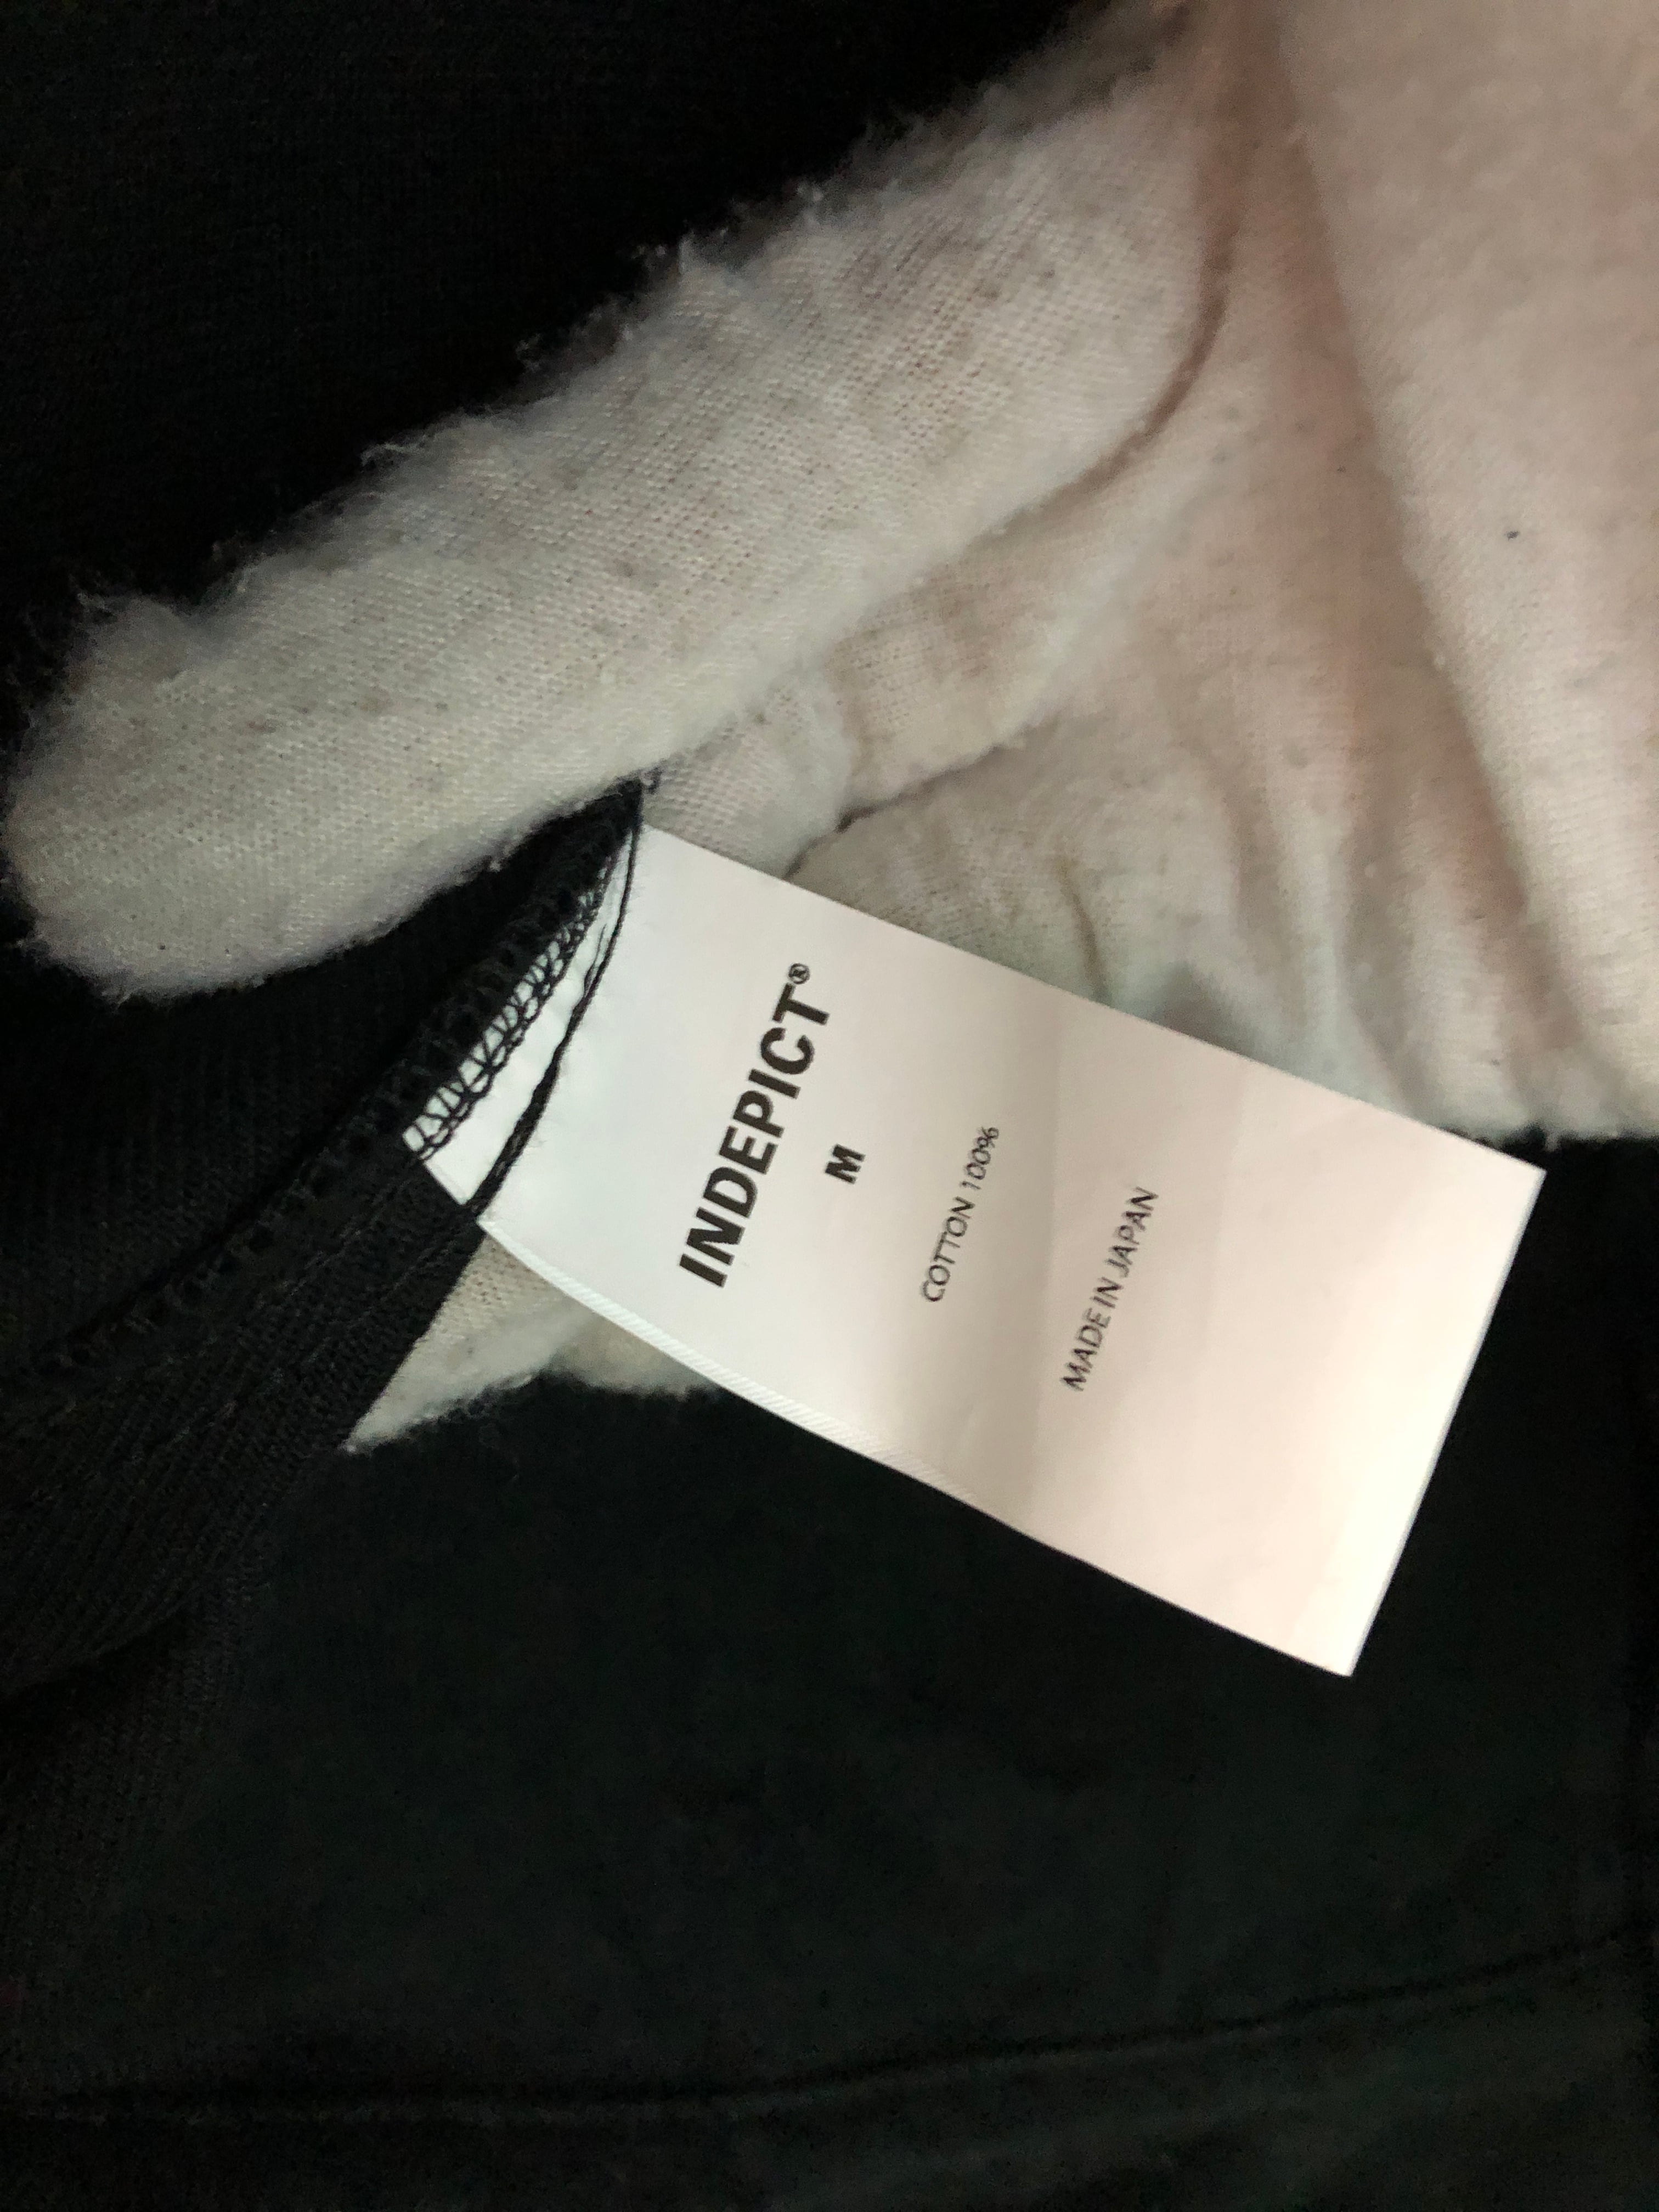 INDEPICT®
M
COTTON 100%
MADE IN JAPAN